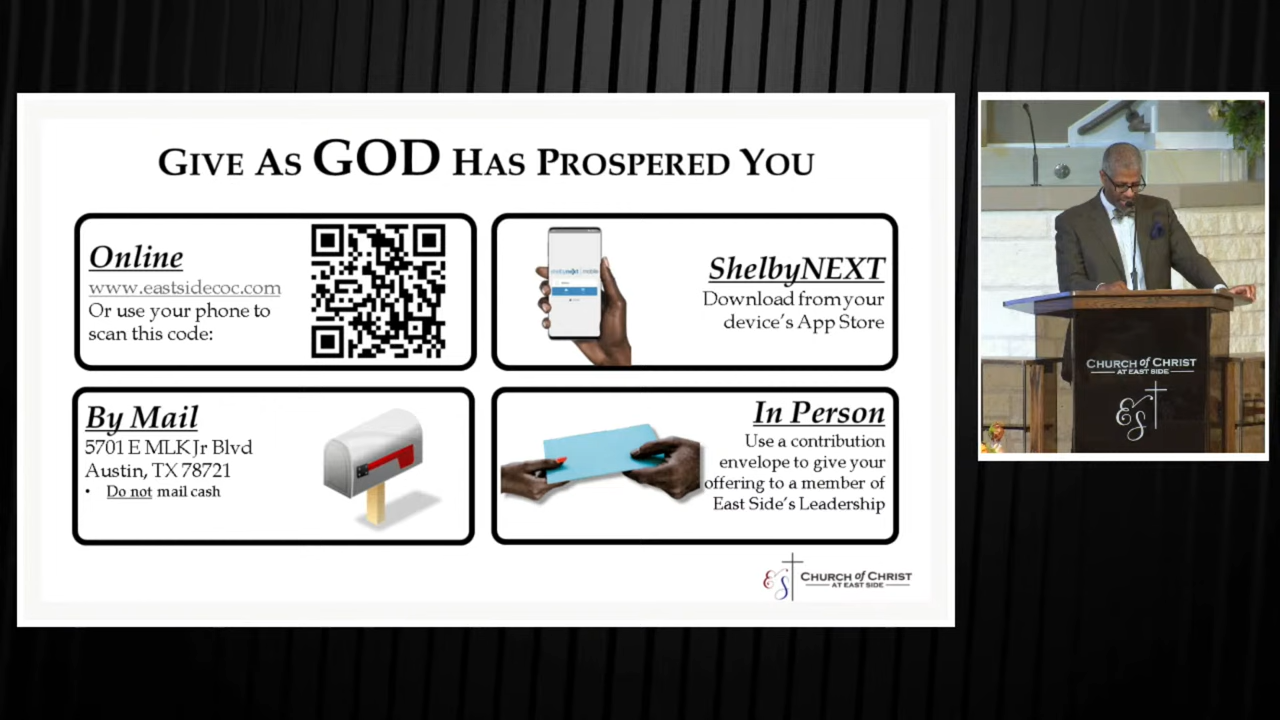 GIVE AS GOD HAS PROSPERED YOU
Online
www.eastsidecoc.com
Or use your phone to
scan this code:
ShelbyNEXT
Download from your
device's App Store
By Mail
5701 E MLK Jr Blvd
Austin, TX 78721
• Do not mail cash
In Person
Use a contribution
envelope to give your
offering to a member of
East Side's Leadership
ES CHURCH of CHRIST
AT EAST SIDE
CHURCH of CHRIST
AT EAST SIDE
ES